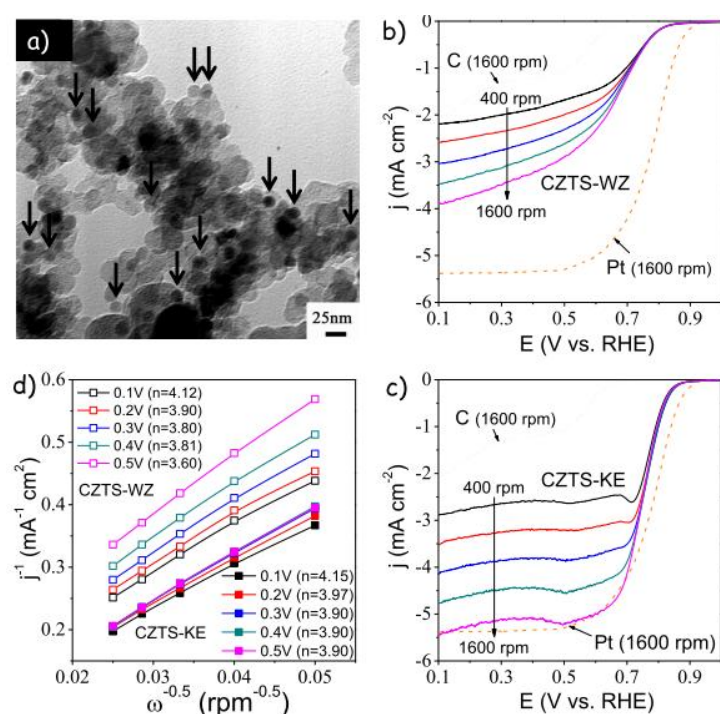 a)
25nm
b)
0
-1
-2
-3
-4
-5
-6
j (mA cm-2)
C (1600 rpm)
400 rpm
CZTS-WZ
1600 rpm
Pt (1600 rpm)
0.1 0.3 0.5 0.7 0.9
E (V vs. RHE)
d)
0.6
0.5
0.4
0.3
0.2
j-1 (mA-1 cm2)
0.1V (n=4.12)
0.2V (n=3.90)
0.3V (n=3.80)
0.4V (n=3.81)
0.5V (n=3.60)
CZTS-WZ
0.1V (n=4.15)
0.2V (n=3.97)
0.3V (n=3.90)
0.4V (n=3.90)
0.5V (n=3.90)
CZTS-KE
0.02 0.03 0.04 0.05
ω-0.5 (rpm-0.5)
c)
0
-1
-2
-3
-4
-5
-6
j (mA cm-2)
C (1600 rpm)
400 rpm
CZTS-KE
1600 rpm
Pt (1600 rpm)
0.1 0.3 0.5 0.7 0.9
E (V vs. RHE)